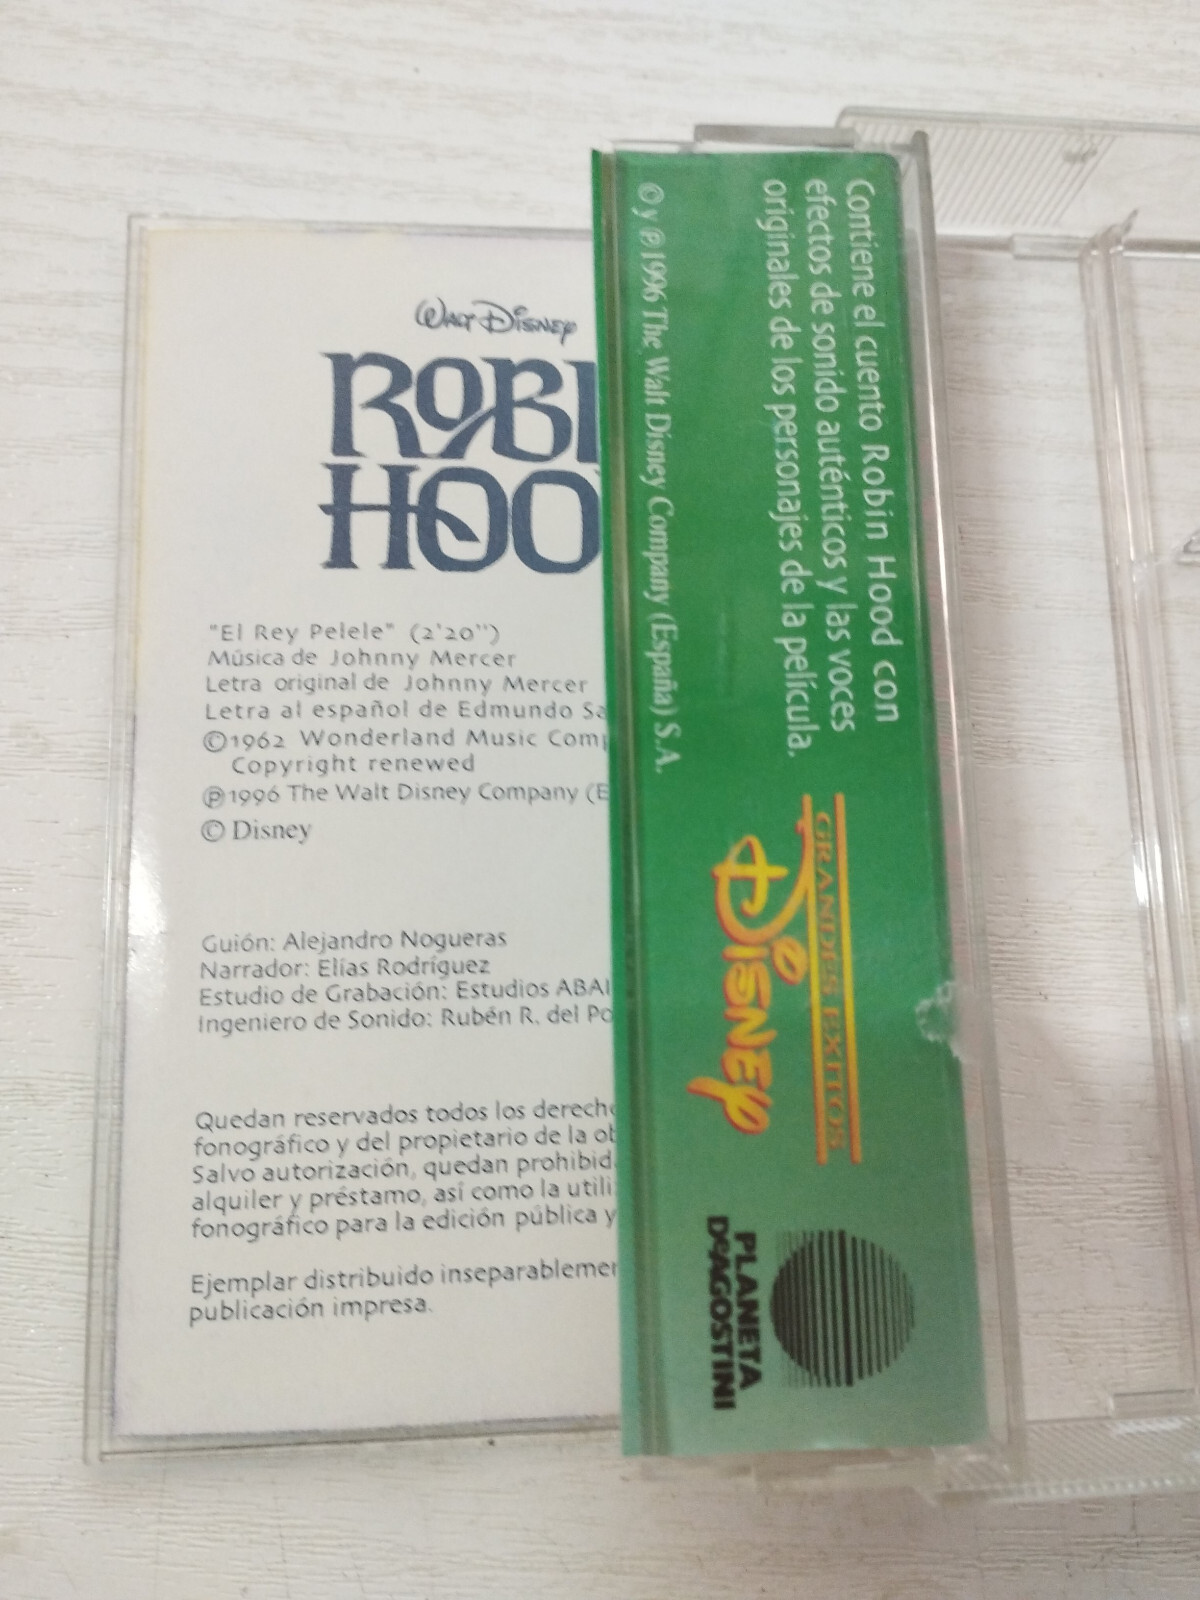 WALT DISNEY
ROBI
HOO
"El Rey Pelele" (2'20'')
Música de Johnny Mercer
Letra original de Johnny Mercer
Letra al español de Edmundo Sa
©1962 Wonderland Music Comp
Copyright renewed
℗1996 The Walt Disney Company (E
© Disney
Guión: Alejandro Nogueras
Narrador: Elías Rodríguez
Estudio de Grabación: Estudios ABAI
Ingeniero de Sonido: Rubén R. del Po
Quedan reservados todos los derecho
fonográfico y del propietario de la ob
Salvo autorización, quedan prohibid
alquiler y préstamo, así como la utili
fonográfico para la edición pública y
Ejemplar distribuido inseparablemen
publicación impresa.
Contiene el cuento Robin Hood con
efectos de sonido auténticos y las voces
originales de los personajes de la película.
© y ℗1996 The Walt Disney Company (España) S.A.
GRANDES EXITOS
DISNEY
PLANETA
DeAGOSTINI